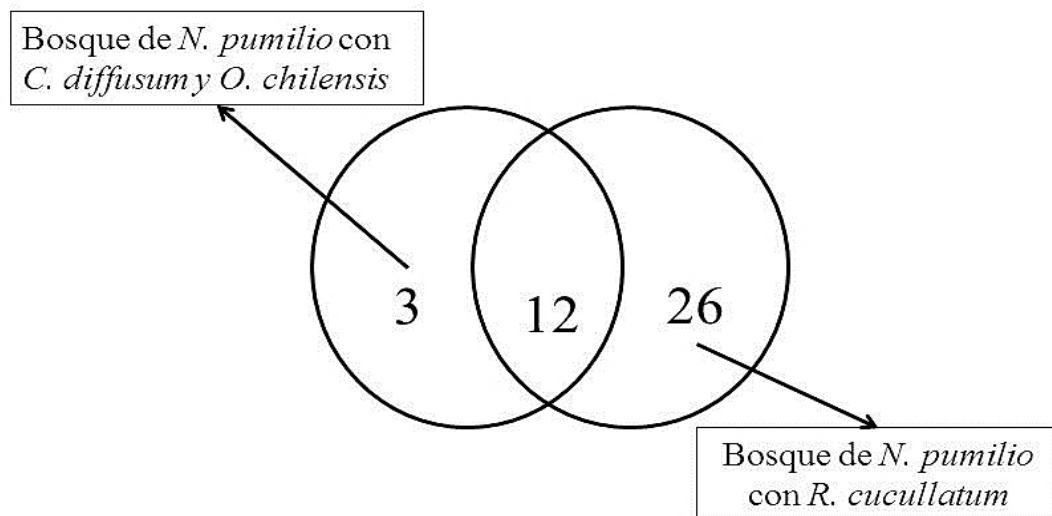 Bosque de N. pumilio con
C. diffusum y O. chilensis
3
12
26
Bosque de N. pumilio
con R. cucullatum